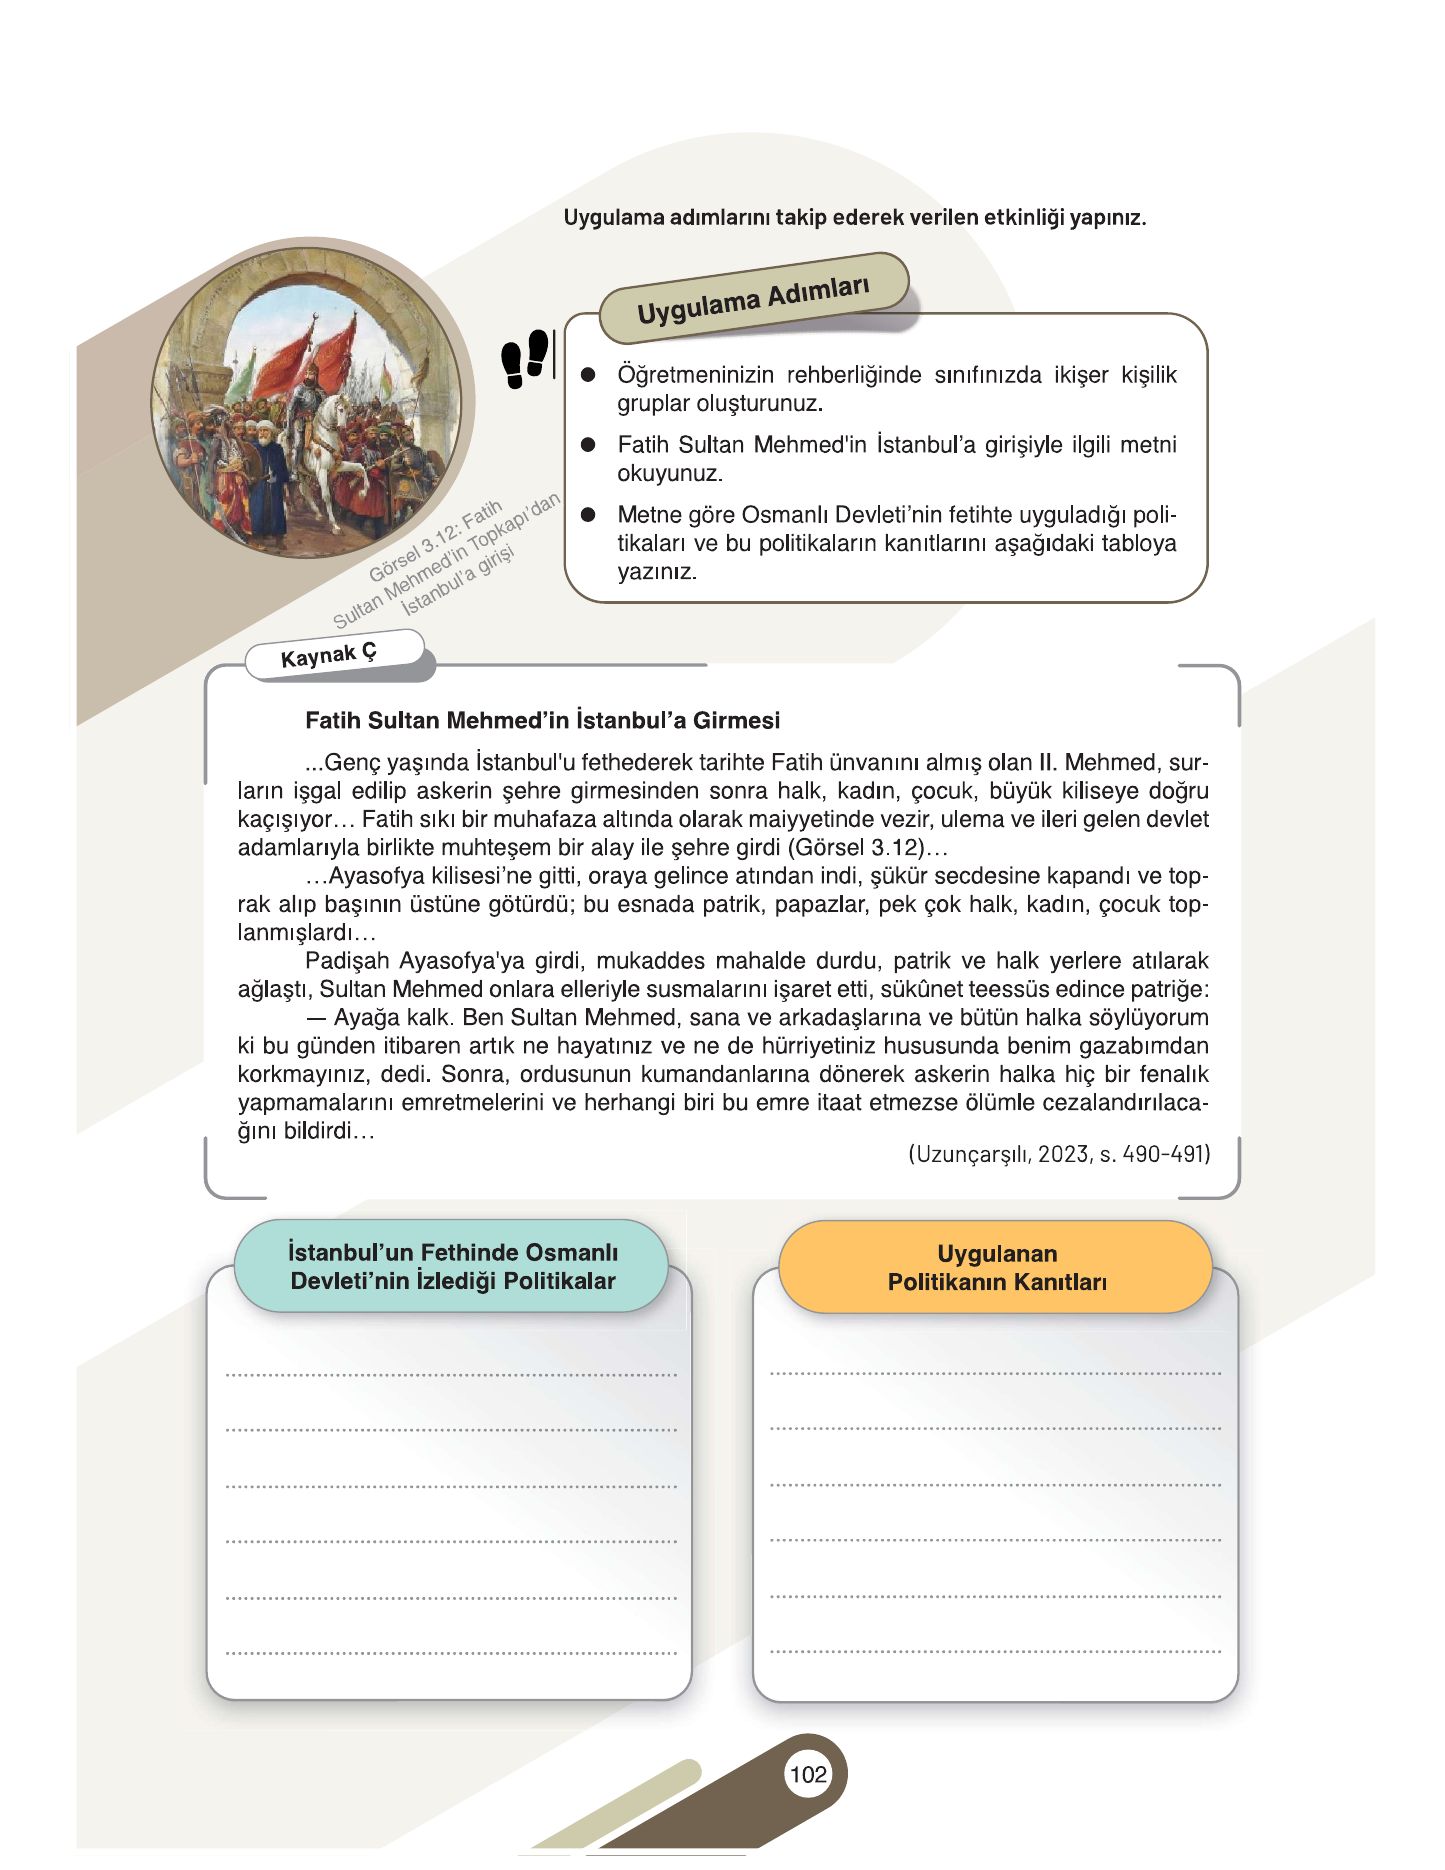 Uygulama adımlarını takip ederek verilen etkinliği yapınız.
Uygulama Adımları
● Öğretmeninizin rehberliğinde sınıfınızda ikişer kişilik
gruplar oluşturunuz.
● Fatih Sultan Mehmed'in İstanbul’a girişiyle ilgili metni
okuyunuz.
● Metne göre Osmanlı Devleti’nin fetihte uyguladığı poli-
tikaları ve bu politikaların kanıtlarını aşağıdaki tabloya
yazınız.
Görsel 3.12: Fatih
Sultan Mehmed’in Topkapı’dan
İstanbul’a girişi
Kaynak Ç
Fatih Sultan Mehmed’in İstanbul’a Girmesi
...Genç yaşında İstanbul'u fethederek tarihte Fatih ünvanını almış olan II. Mehmed, sur-
ların işgal edilip askerin şehre girmesinden sonra halk, kadın, çocuk, büyük kiliseye doğru
kaçışıyor… Fatih sıkı bir muhafaza altında olarak maiyyetinde vezir, ulema ve ileri gelen devlet
adamlarıyla birlikte muhteşem bir alay ile şehre girdi (Görsel 3.12)…
…Ayasofya kilisesi’ne gitti, oraya gelince atından indi, şükür secdesine kapandı ve top-
rak alıp başının üstüne götürdü; bu esnada patrik, papazlar, pek çok halk, kadın, çocuk top-
lanmışlardı…
Padişah Ayasofya'ya girdi, mukaddes mahalde durdu, patrik ve halk yerlere atılarak
ağlaştı, Sultan Mehmed onlara elleriyle susmalarını işaret etti, sükûnet teessüs edince patriğe:
— Ayağa kalk. Ben Sultan Mehmed, sana ve arkadaşlarına ve bütün halka söylüyorum
ki bu günden itibaren artık ne hayatınız ve ne de hürriyetiniz hususunda benim gazabımdan
korkmayınız, dedi. Sonra, ordusunun kumandanlarına dönerek askerin halka hiç bir fenalık
yapmamalarını emretmelerini ve herhangi biri bu emre itaat etmezse ölümle cezalandırılaca-
ğını bildirdi…
(Uzunçarşılı, 2023, s. 490-491)
İstanbul’un Fethinde Osmanlı
Devleti’nin İzlediği Politikalar
Uygulanan
Politikanın Kanıtları
102